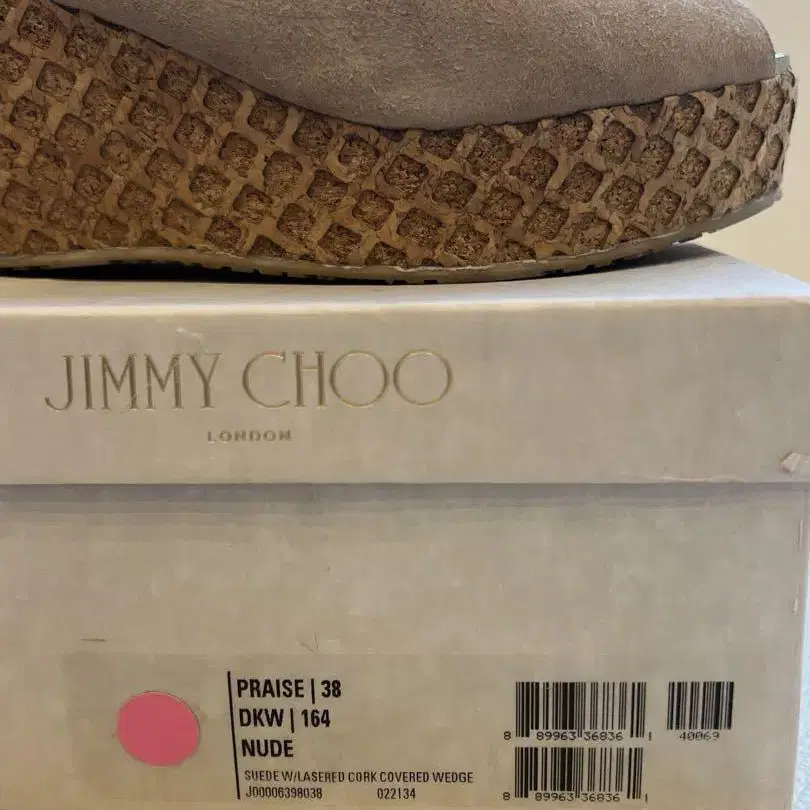 JIMMY CHOO
LONDON
PRAISE | 38
DKW | 164
NUDE
SUEDE W/LASERED CORK COVERED WEDGE
J00006398038 022134
8 89963 36836 1
40069
8 89963 36836 1